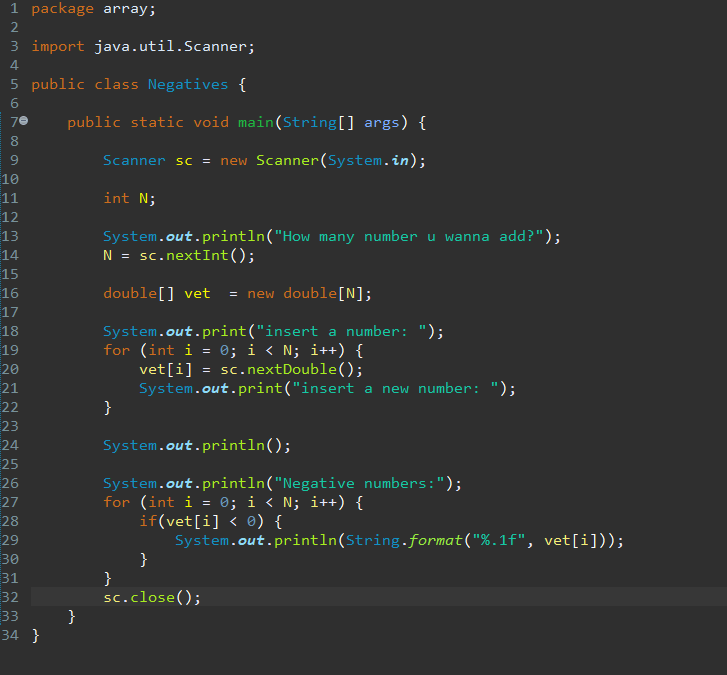 1 package array;
2
3 import java.util.Scanner;
4
5 public class Negatives {
6
7 public static void main(String[] args) {
8
9 Scanner sc = new Scanner(System.in);
10
11 int N;
12
13 System.out.println("How many number u wanna add?");
14 N = sc.nextInt();
15
16 double[] vet  = new double[N];
17
18 System.out.print("insert a number: ");
19 for (int i = 0; i < N; i++) {
20 vet[i] = sc.nextDouble();
21 System.out.print("insert a new number: ");
22 }
23
24 System.out.println();
25
26 System.out.println("Negative numbers:");
27 for (int i = 0; i < N; i++) {
28 if(vet[i] < 0) {
29 System.out.println(String.format("%.1f", vet[i]));
30 }
31 }
32 sc.close();
33 }
34 }